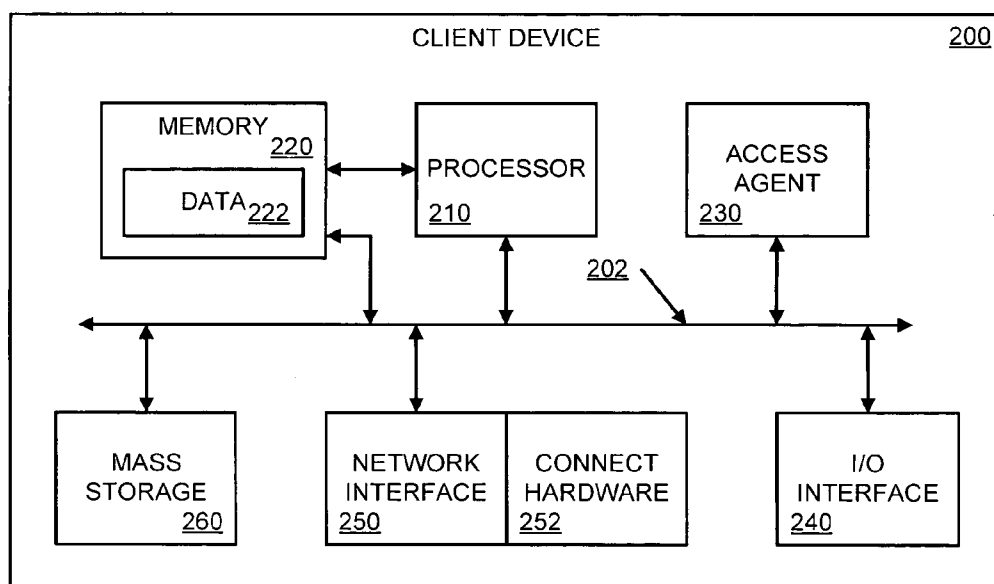 CLIENT DEVICE
200
MEMORY
220
DATA
222
PROCESSOR
210
ACCESS
AGENT
230
202
MASS
STORAGE
260
NETWORK
INTERFACE
250
CONNECT
HARDWARE
252
I/O
INTERFACE
240